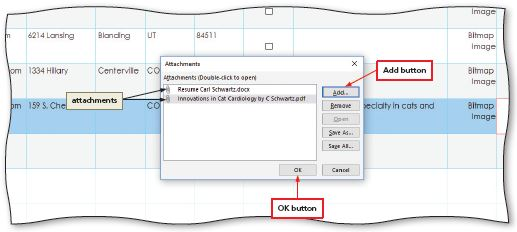 om 6214 Lansing Blanding UT 84511 Bitmap
Image
om 1334 Hillary Centerville CO Bitmap
Image
om 159 S. Che CO specialty in cats and Bitmap
Image
Attachments
Attachments (Double-click to open)
Resume Carl Schwartz.docx
Innovations in Cat Cardiology by C Schwartz.pdf
Add...
Remove
Open
Save As...
Save All...
OK
Cancel
attachments
Add button
OK button